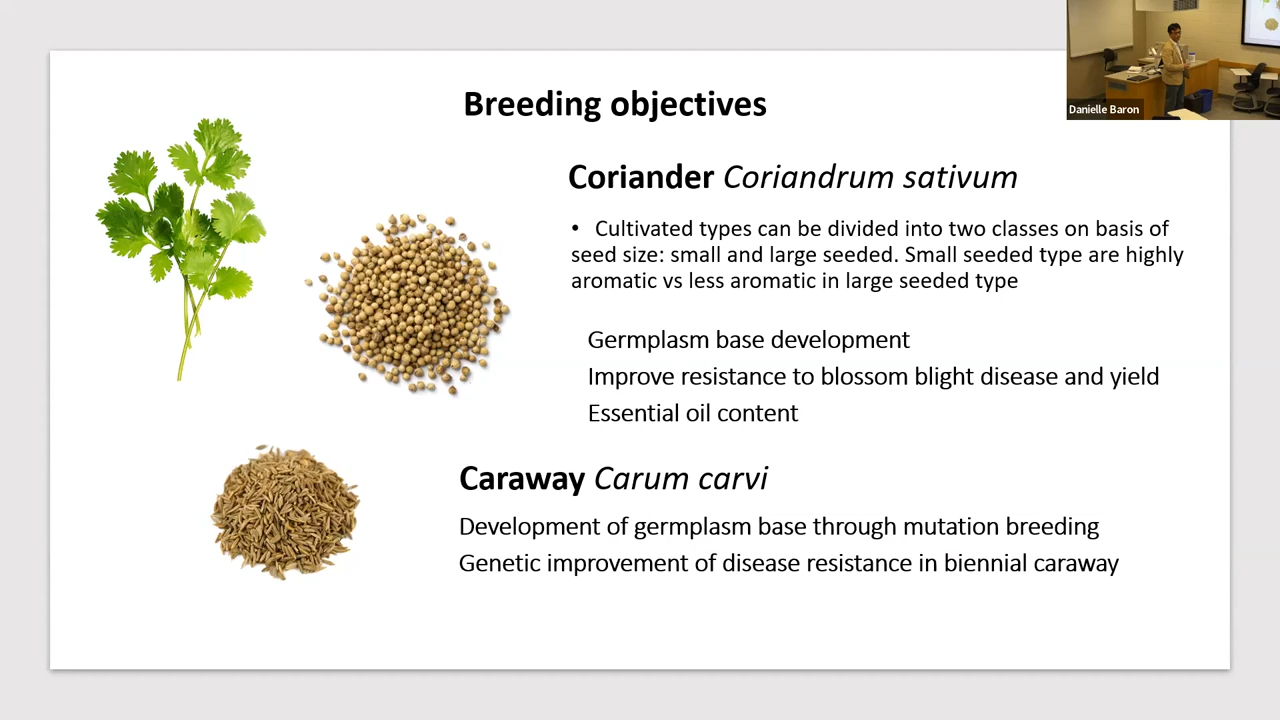 Breeding objectives
Danielle Baron
Coriander Coriandrum sativum
• Cultivated types can be divided into two classes on basis of
seed size: small and large seeded. Small seeded type are highly
aromatic vs less aromatic in large seeded type
Germplasm base development
Improve resistance to blossom blight disease and yield
Essential oil content
Caraway Carum carvi
Development of germplasm base through mutation breeding
Genetic improvement of disease resistance in biennial caraway